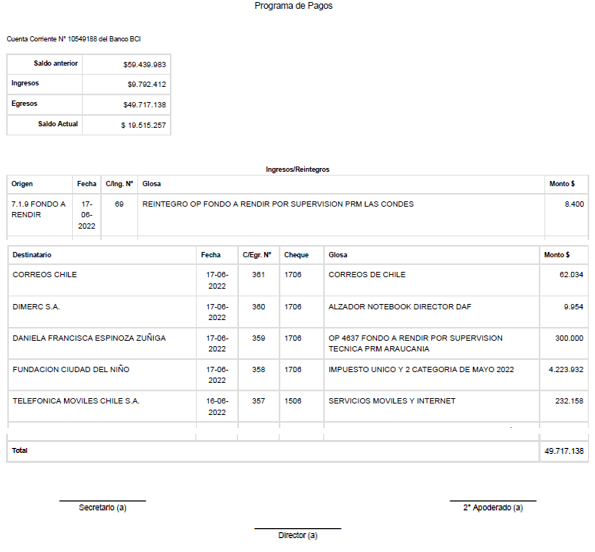 Programa de Pagos
Cuenta Corriente N° 10549188 del Banco BCI
Saldo anterior $59.439.983
Ingresos $9.792.412
Egresos $49.717.138
Saldo Actual $ 19.515.257
Ingresos/Reintegros
Origen Fecha C/Ing. N° Glosa Monto $
7.1.9 FONDO A 17- 69 REINTEGRO OP FONDO A RENDIR POR SUPERVISION PRM LAS CONDES 8.400
RENDIR 06-
2022
Destinatario Fecha C/Egr. N° Cheque Glosa Monto $
CORREOS CHILE 17-06- 361 1706 CORREOS DE CHILE 62.034
2022
DIMERC S.A. 17-06- 360 1706 ALZADOR NOTEBOOK DIRECTOR DAF 9.954
2022
DANIELA FRANCISCA ESPINOZA ZUÑIGA 17-06- 359 1706 OP 4637 FONDO A RENDIR POR SUPERVISION 300.000
2022 TECNICA PRM ARAUCANIA
FUNDACION CIUDAD DEL NIÑO 17-06- 358 1706 IMPUESTO UNICO Y 2 CATEGORIA DE MAYO 2022 4.223.932
2022
TELEFONICA MOVILES CHILE S.A. 16-06- 357 1506 SERVICIOS MOVILES Y INTERNET 232.158
2022
Total 49.717.138
Secretario (a) 2° Apoderado (a)
Director (a)